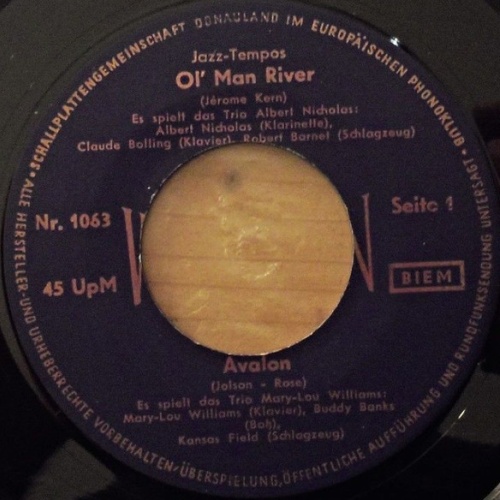 SCHALLPLATTENGEMEINSCHAFT DONAULAND IM EUROPÄISCHEN PHONOKLUB •
Jazz-Tempos
Ol' Man River
(Jérome Kern)
Es spielt das Trio Albert Nicholas:
Albert Nicholas (Klarinette),
Claude Bolling (Klavier), Robert Barnet (Schlagzeug)
Nr. 1063
Seite 1
45 UpM
BIEM
Avalon
(Jolson - Rose)
Es spielt das Trio Mary-Lou Williams:
Mary-Lou Williams (Klavier), Buddy Banks
(Baß),
Kansas Field (Schlagzeug)
• ALLE HERSTELLER- UND URHEBERRECHTE VORBEHALTEN/ÜBERSPIELUNG, ÖFFENTLICHE AUFFÜHRUNG UND RUNDFUNKSENDUNG UNTERSAGT